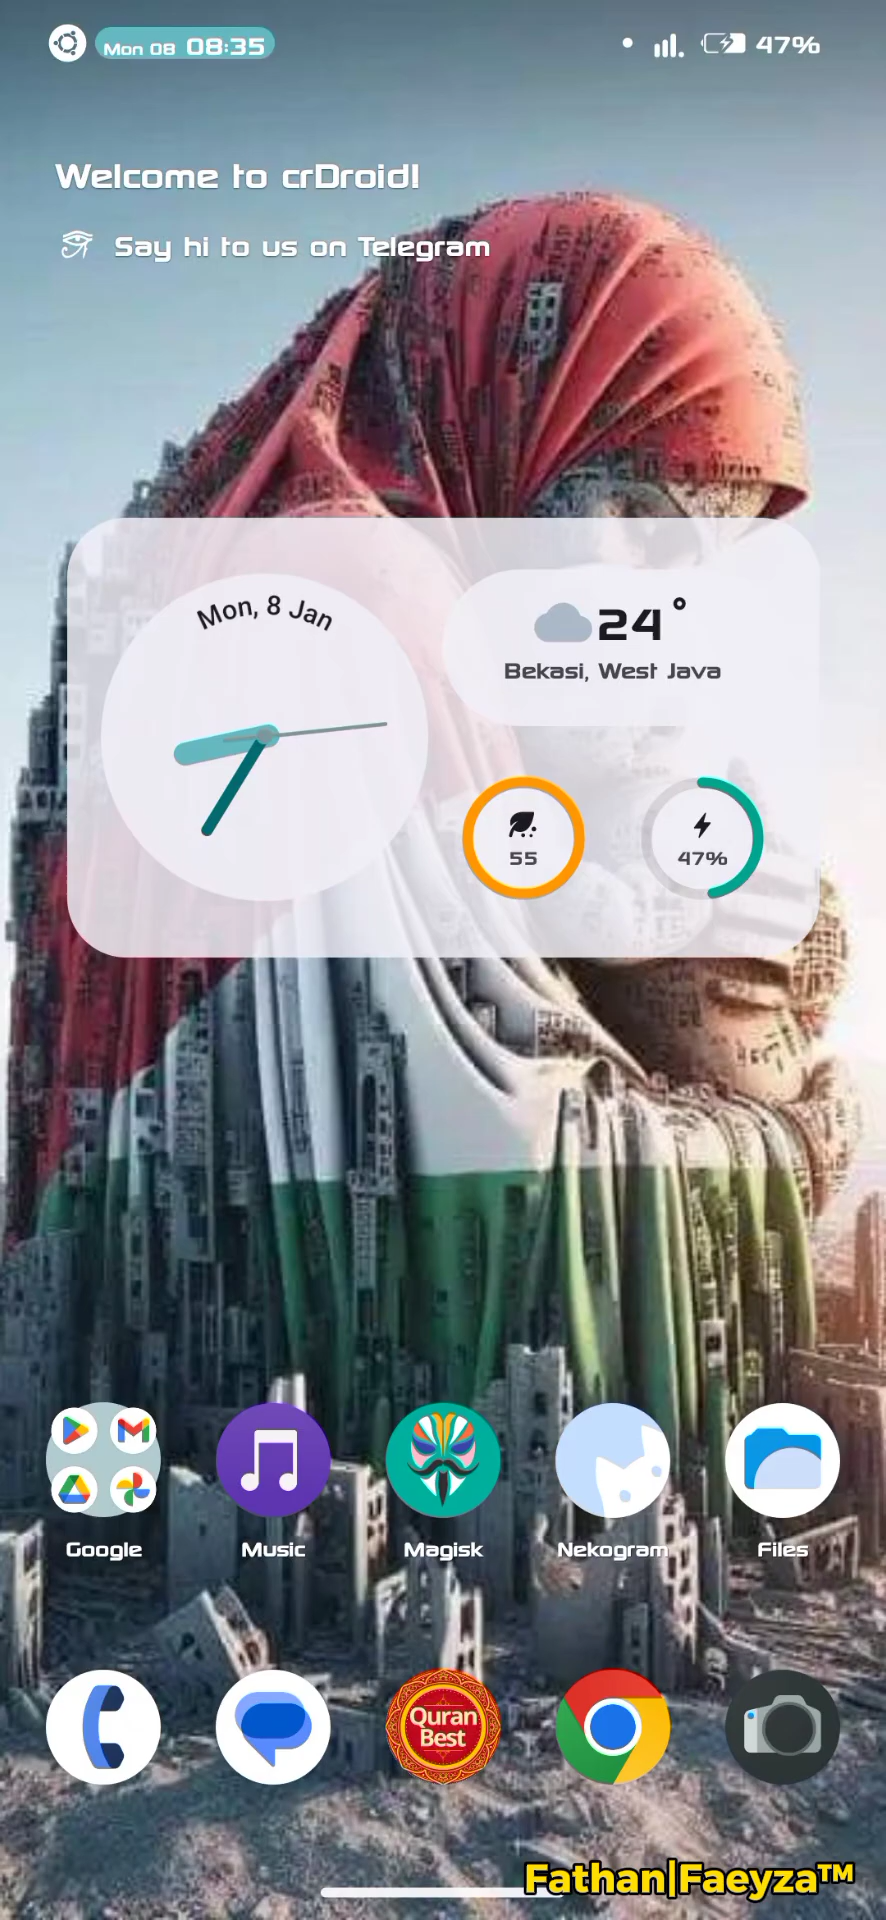 Mon 08 08:35
47%
Welcome to crDroid!
Say hi to us on Telegram
Mon, 8 Jan
24°
Bekasi, West Java
55
47%
Google
Music
Magisk
Nekogram
Files
Quran
Best
Fathan|Faeyza™